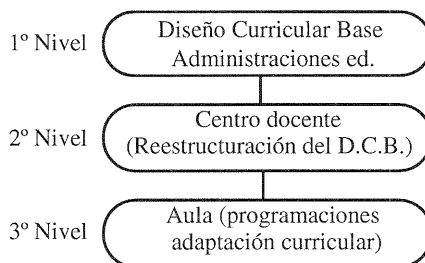 1º Nivel
Diseño Curricular Base
Administraciones ed.
2º Nivel
Centro docente
(Reestructuración del D.C.B.)
3º Nivel
Aula (programaciones
adaptación curricular)